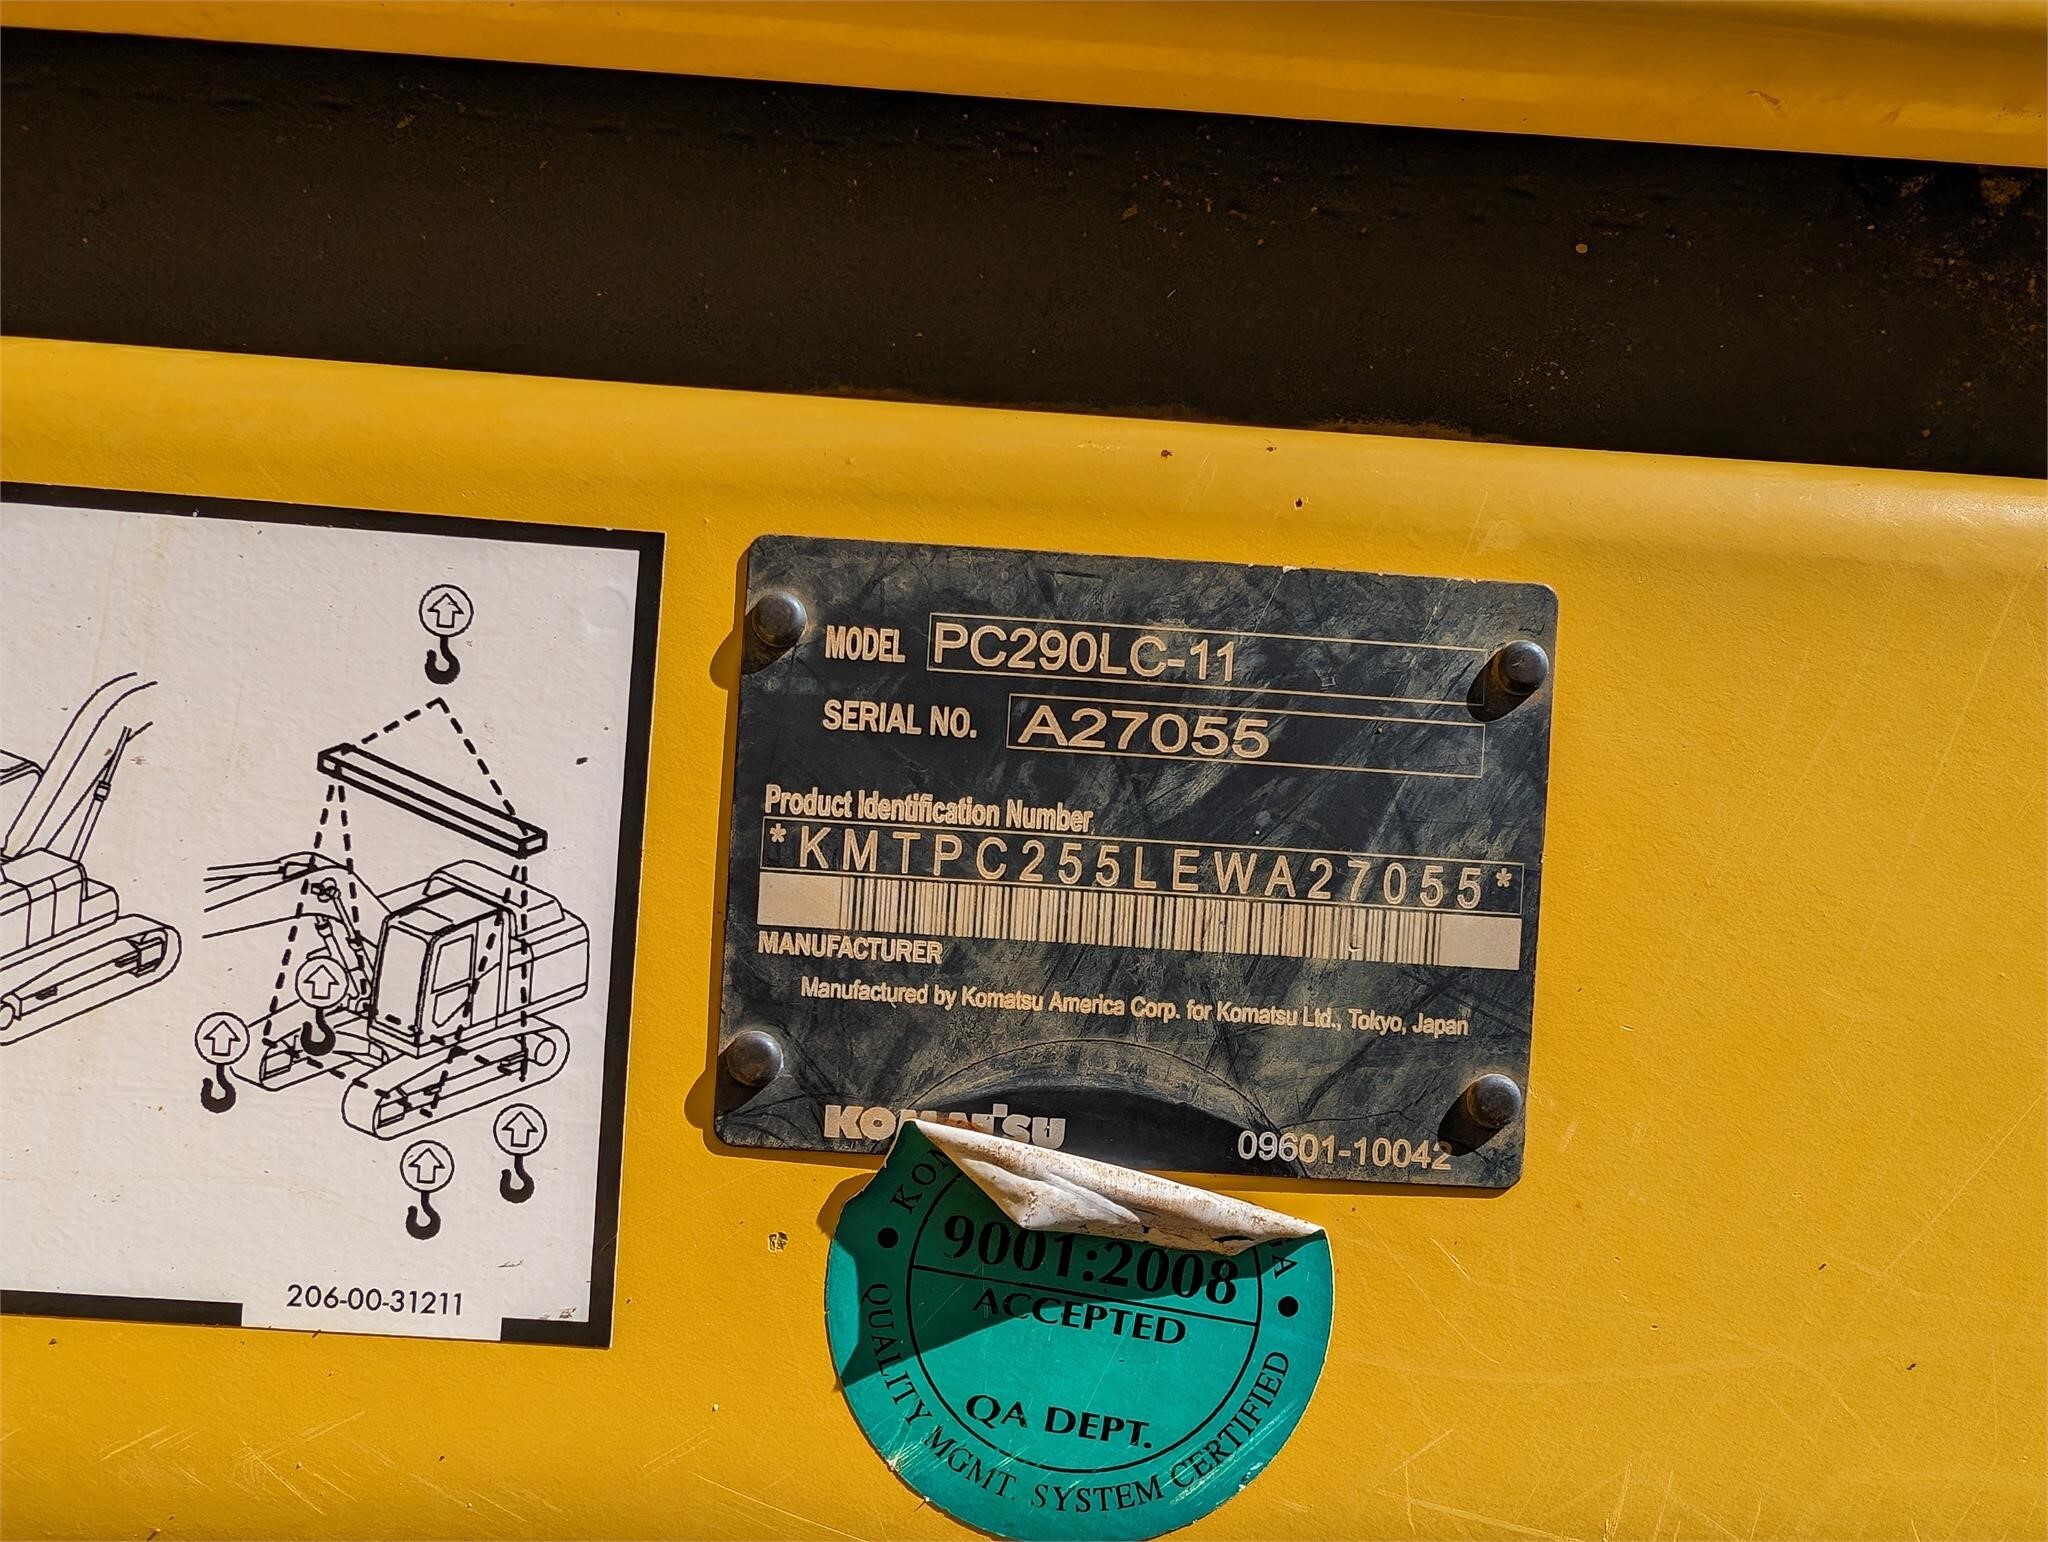 MODEL PC290LC-11
SERIAL NO. A27055
Product Identification Number
*KMTPC255LEWA27055*
MANUFACTURER
Manufactured by Komatsu America Corp. for Komatsu Ltd., Tokyo, Japan
KOMATSU
09601-10042
9001:2008
ACCEPTED
QA DEPT.
QUALITY MGMT. SYSTEM CERTIFIED
206-00-31211